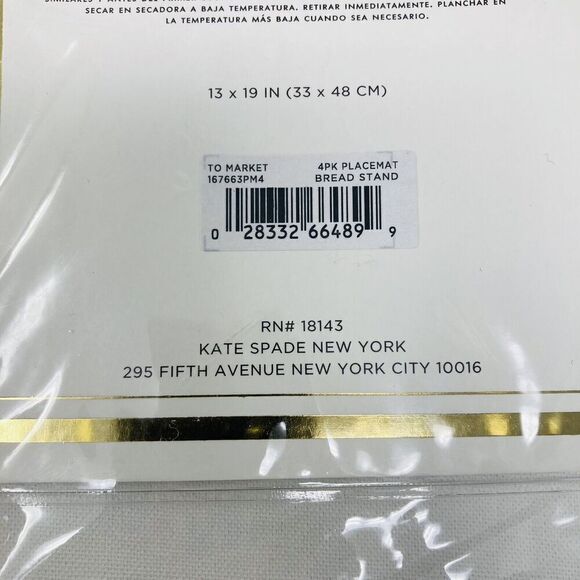 SECAR EN SECADORA A BAJA TEMPERATURA. RETIRAR INMEDIATAMENTE. PLANCHAR EN
LA TEMPERATURA MÁS BAJA CUANDO SEA NECESARIO.
13 x 19 IN (33 x 48 CM)
TO MARKET 4PK PLACEMAT
167663PM4 BREAD STAND
0 28332 66489 9
RN# 18143
KATE SPADE NEW YORK
295 FIFTH AVENUE NEW YORK CITY 10016